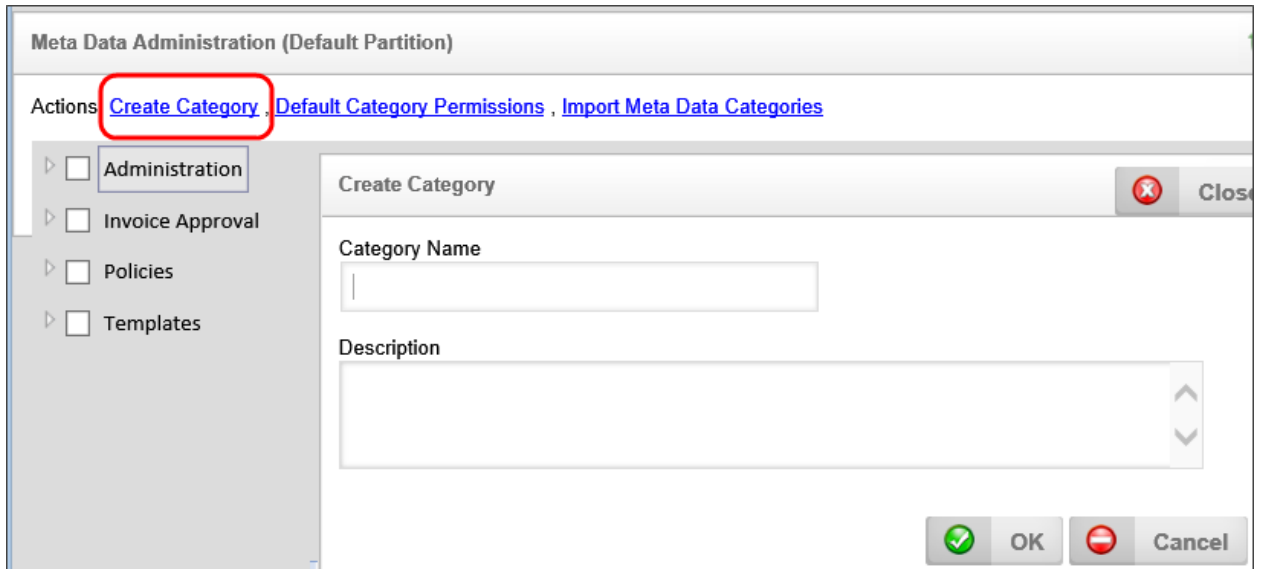 Meta Data Administration (Default Partition)
Actions Create Category , Default Category Permissions , Import Meta Data Categories
Administration
Invoice Approval
Policies
Templates
Create Category
Close
Category Name
Description
OK
Cancel